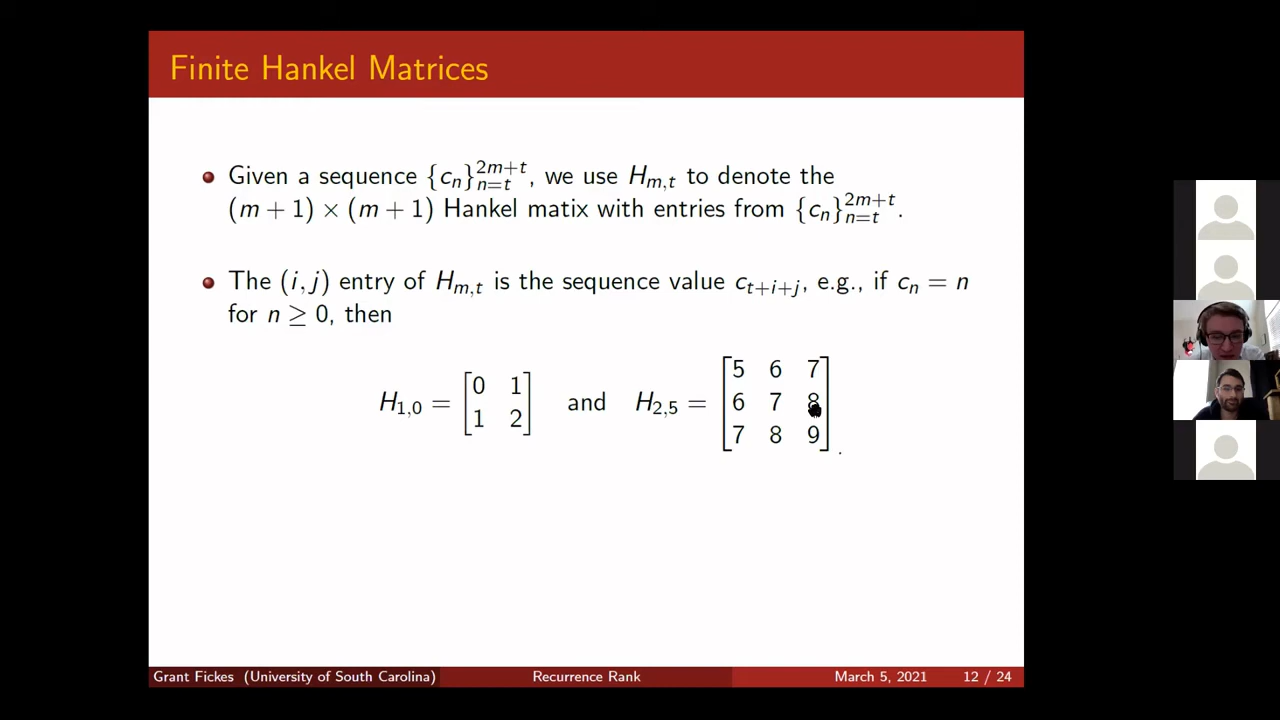 Finite Hankel Matrices
Given a sequence {c_n}_{n=t}^{2m+t}, we use H_{m,t} to denote the
(m + 1) × (m + 1) Hankel matix with entries from {c_n}_{n=t}^{2m+t}.
The (i, j) entry of H_{m,t} is the sequence value c_{t+i+j}, e.g., if c_n = n
for n ≥ 0, then
H_{1,0} = [0 1; 1 2] and H_{2,5} = [5 6 7; 6 7 8; 7 8 9].
Grant Fickes (University of South Carolina) Recurrence Rank March 5, 2021 12 / 24